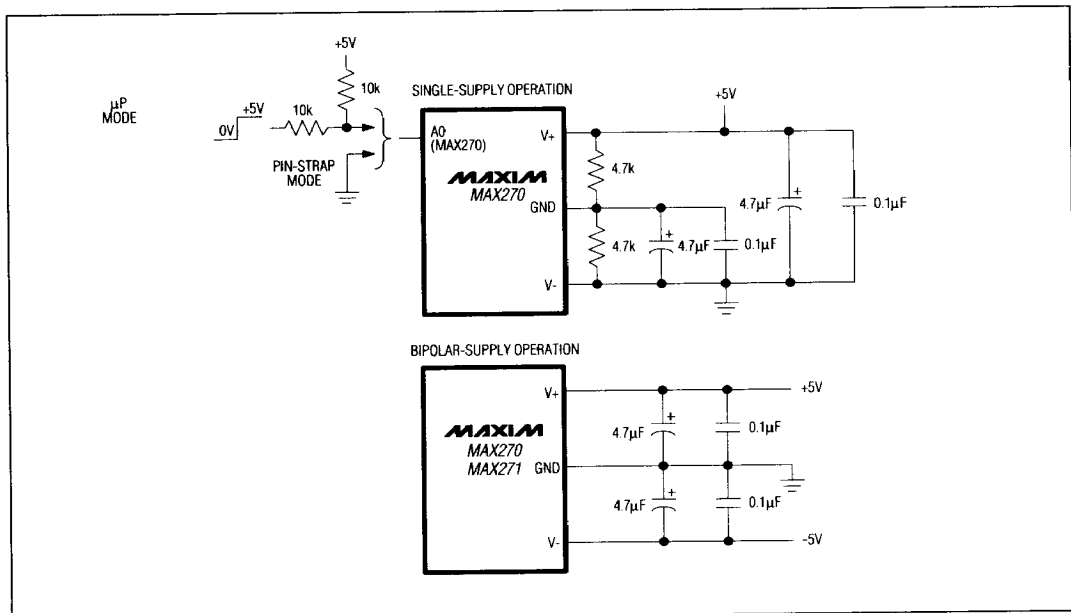 +5V
10k
SINGLE-SUPPLY OPERATION
µP
MODE
0V
+5V
10k
PIN-STRAP
MODE
A0
(MAX270)
MAXIM
MAX270
V+
GND
V-
+5V
4.7k
4.7k
+
4.7µF
0.1µF
+
4.7µF
0.1µF
BIPOLAR-SUPPLY OPERATION
MAXIM
MAX270
MAX271
V+
GND
V-
+
4.7µF
0.1µF
+5V
+
4.7µF
0.1µF
-5V